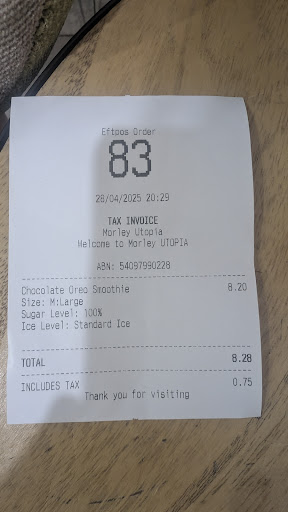 Eftpos Order
83
28/04/2025 20:29
TAX INVOICE
Morley Utopia
Welcome to Morley UTOPIA
ABN: 54097990228
Chocolate Oreo Smoothie 8.20
Size: M:Large
Sugar Level: 100%
Ice Level: Standard Ice
TOTAL 8.28
INCLUDES TAX 0.75
Thank you for visiting